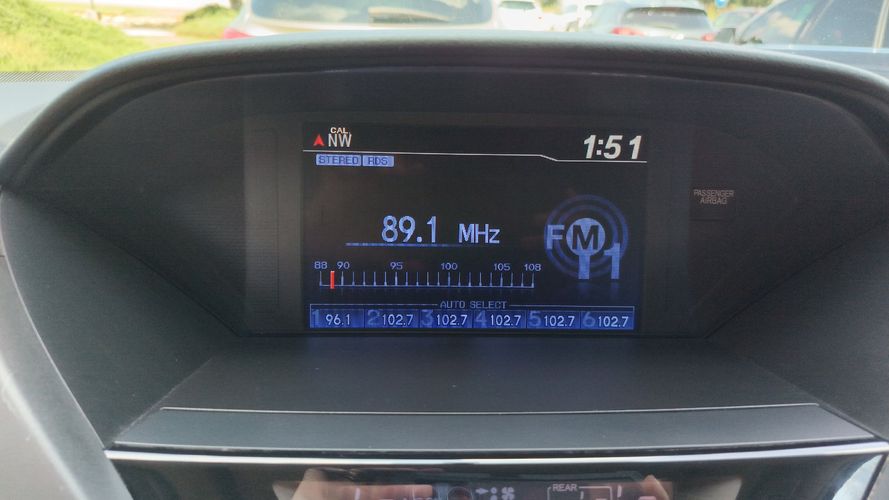 CAL.
NW
1:51
STEREO RDS
PASSENGER
AIRBAG
89.1 MHz
FM
1
88 90 95 100 105 108
AUTO SELECT
1 96.1 2 102.7 3 102.7 4 102.7 5 102.7 6 102.7
REAR